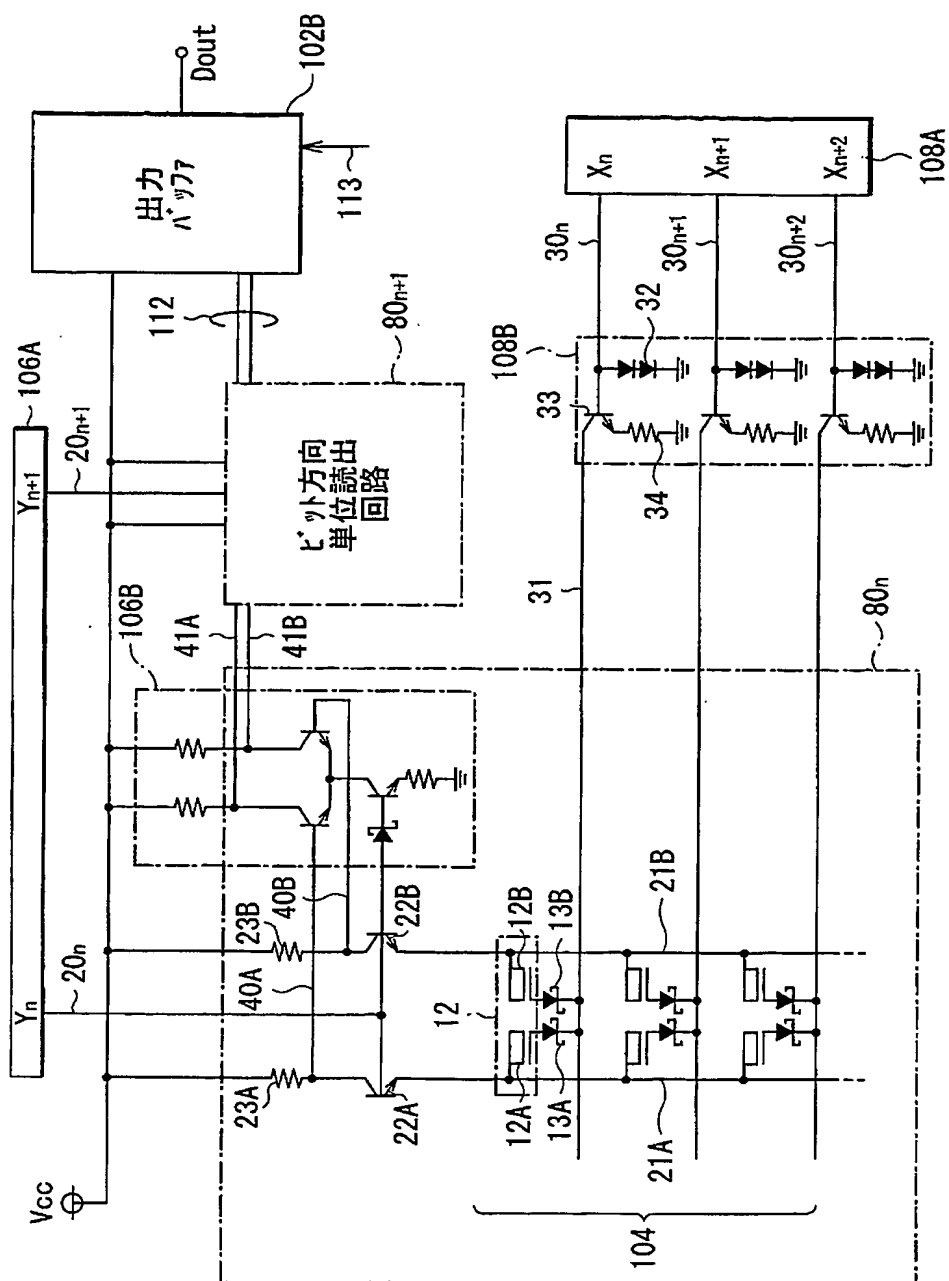 Vcc
Yn
20n
Yn+1
20n+1
106A
Dout
出力
バッファ
102B
113
112
106B
41A
41B
ビット方向
単位読出
回路
80n+1
23A
40A
23B
40B
22A
22B
12
12A
12B
13A
13B
21A
21B
104
31
80n
108B
33
32
34
30n
30n+1
30n+2
Xn
Xn+1
Xn+2
108A